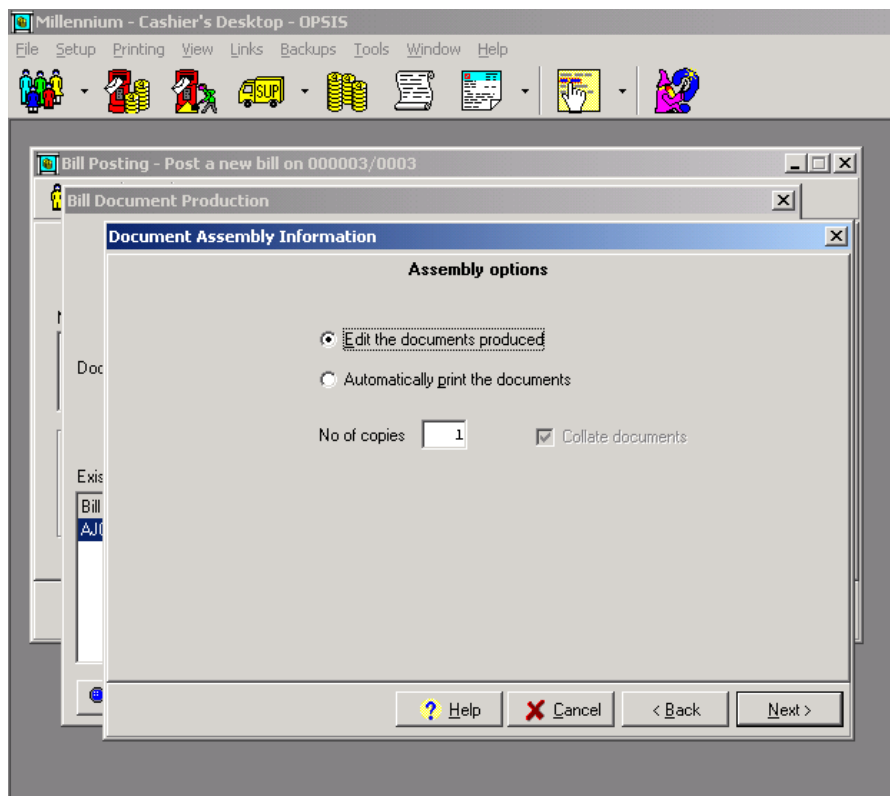 Millennium - Cashier's Desktop - OPSIS
File Setup Printing View Links Backups Tools Window Help
SUP
Bill Posting - Post a new bill on 000003/0003
Bill Document Production
Document Assembly Information
Assembly options
Edit the documents produced
Automatically print the documents
Doc
No of copies 1 Collate documents
Exis
Bill
Help Cancel < Back Next >